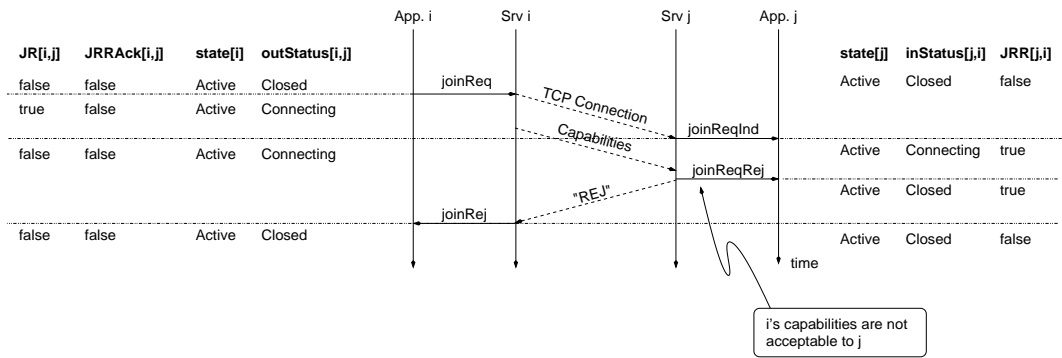 App. i Srv i Srv j App. j
JR[i,j] JRRAck[i,j] state[i] outStatus[i,j] state[j] inStatus[j,i] JRR[j,i]
false false Active Closed joinReq Active Closed false
TCP Connection
true false Active Connecting
Capabilities joinReqInd
false false Active Connecting Active Connecting true
joinReqRej
"REJ" Active Closed true
joinRej
false false Active Closed Active Closed false
time
i's capabilities are not
acceptable to j